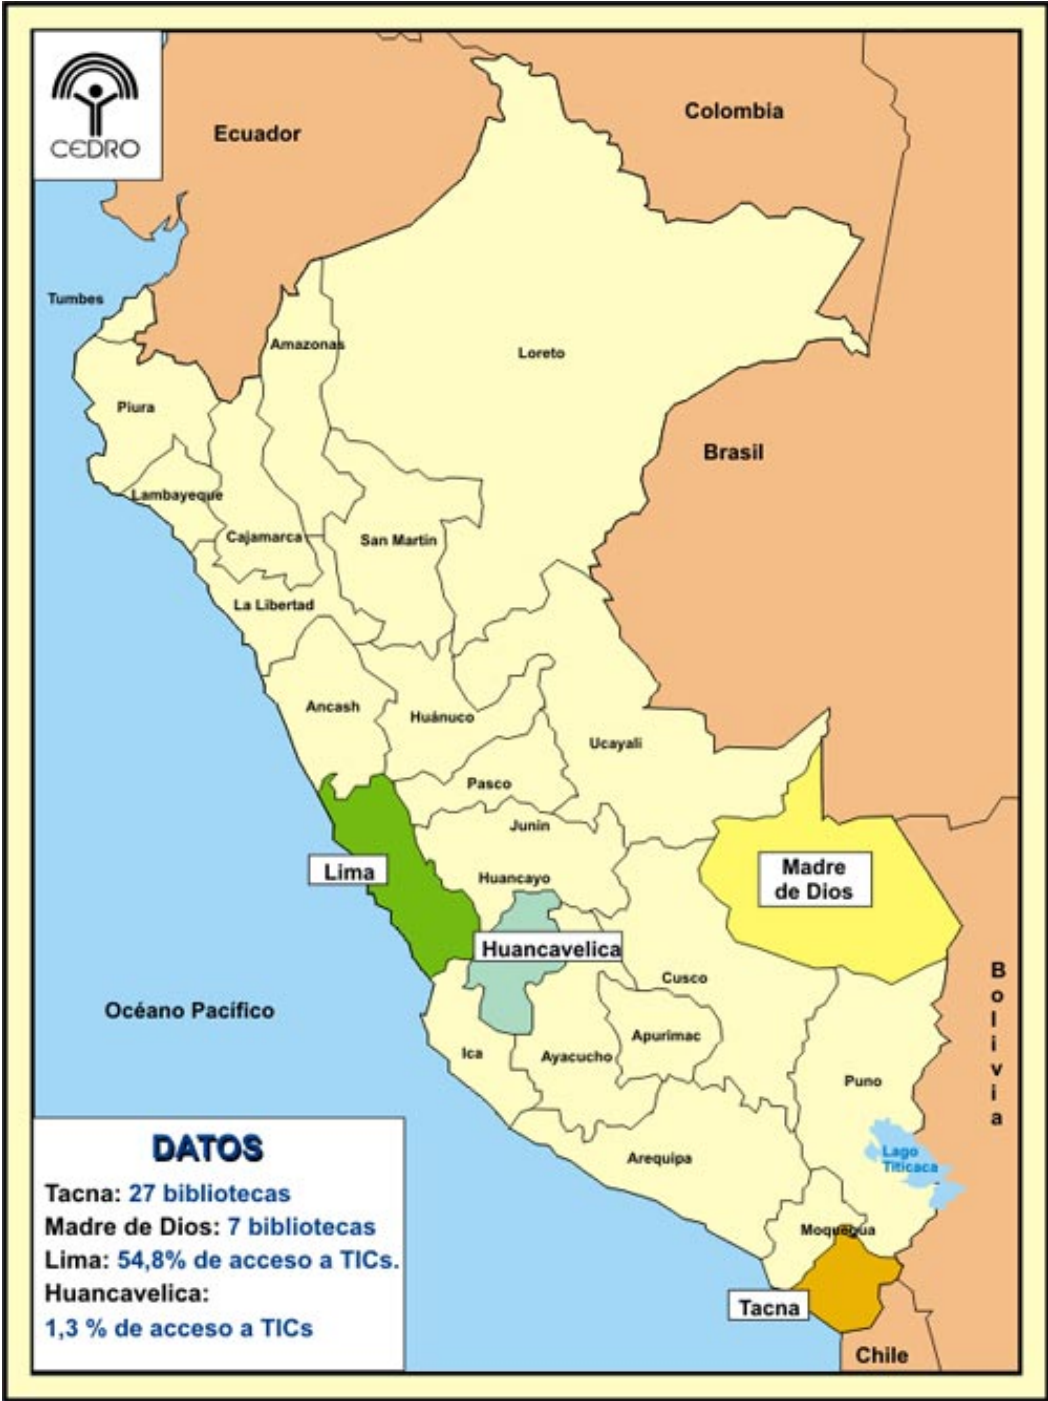 CEDRO
Ecuador
Colombia
Tumbes
Amazonas
Loreto
Piura
Brasil
Lambayeque
Cajamarca
San Martin
La Libertad
Ancash
Huánuco
Ucayali
Pasco
Junin
Lima
Huancayo
Madre
de Dios
Huancavelica
Cusco
Bolivia
Océano Pacífico
Apurimac
Ica
Ayacucho
Puno
Arequipa
Lago
Titicaca
Moquegua
Tacna
Chile
DATOS
Tacna: 27 bibliotecas
Madre de Dios: 7 bibliotecas
Lima: 54,8% de acceso a TICs.
Huancavelica:
1,3 % de acceso a TICs